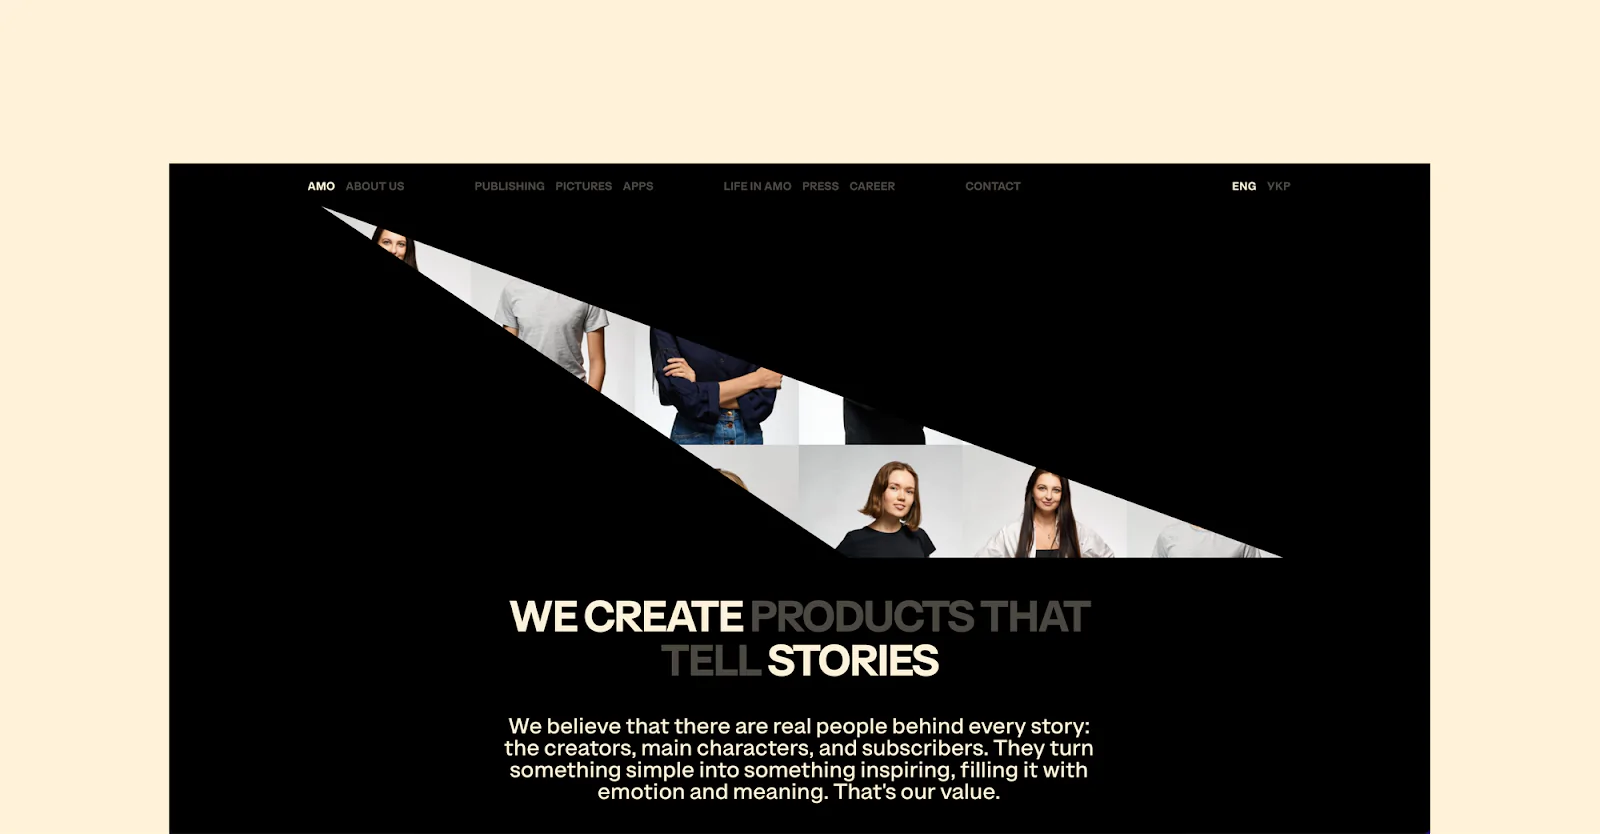 AMO ABOUT US PUBLISHING PICTURES APPS LIFE IN AMO PRESS CAREER CONTACT ENG УКР
WE CREATE PRODUCTS THAT
TELL STORIES
We believe that there are real people behind every story:
the creators, main characters, and subscribers. They turn
something simple into something inspiring, filling it with
emotion and meaning. That's our value.